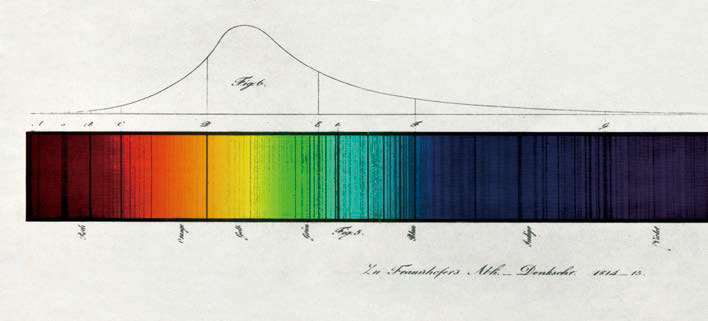 Fig. 6.
A a B C D E b F G
Roth Orange Gelb Grün Blau Indigo Violet
Fig. 5.
Zu Fraunhofers Abh. — Denkschr. 1814—15.